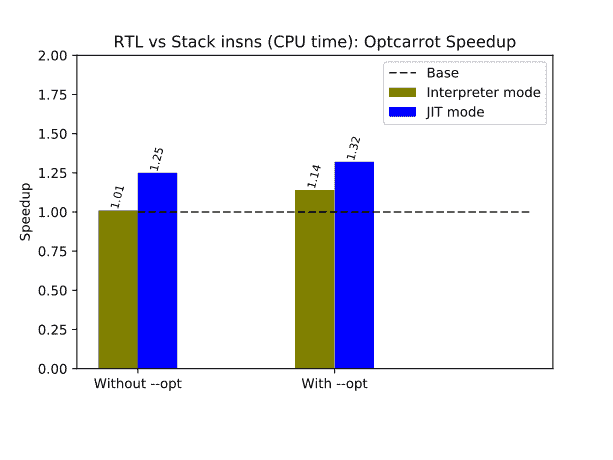 RTL vs Stack insns (CPU time): Optcarrot Speedup
Base
Interpreter mode
JIT mode
Speedup
2.00
1.75
1.50
1.25
1.00
0.75
0.50
0.25
0.00
1.01
1.25
1.14
1.32
Without --opt
With --opt